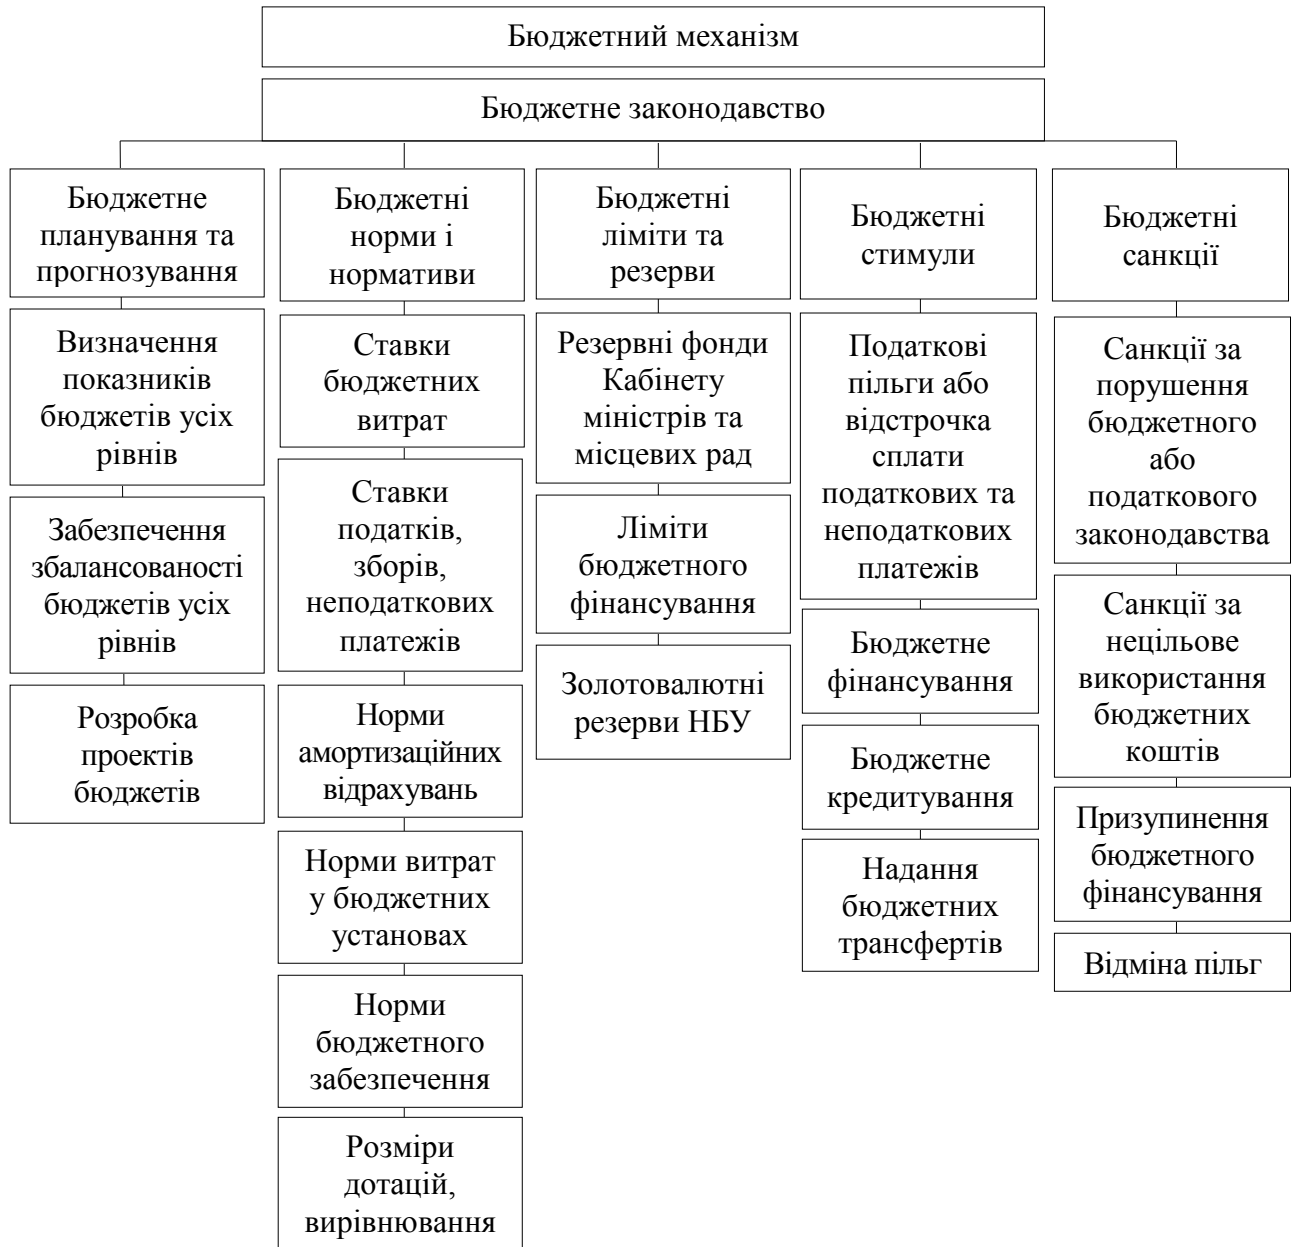 Бюджетний механізм
Бюджетне законодавство
Бюджетне
планування та
прогнозування
Визначення
показників
бюджетів усіх
рівнів
Забезпечення
збалансованості
бюджетів усіх
рівнів
Розробка
проектів
бюджетів
Бюджетні
норми і
нормативи
Ставки
бюджетних
витрат
Ставки
податків,
зборів,
неподаткових
платежів
Норми
амортизаційних
відрахувань
Норми витрат
у бюджетних
установах
Норми
бюджетного
забезпечення
Розміри
дотацій,
вирівнювання
Бюджетні
ліміти та
резерви
Резервні фонди
Кабінету
міністрів та
місцевих рад
Ліміти
бюджетного
фінансування
Золотовалютні
резерви НБУ
Бюджетні
стимули
Податкові
пільги або
відстрочка
сплати
податкових та
неподаткових
платежів
Бюджетне
фінансування
Бюджетне
кредитування
Надання
бюджетних
трансфертів
Бюджетні
санкції
Санкції за
порушення
бюджетного
або
податкового
законодавства
Санкції за
нецільове
використання
бюджетних
коштів
Призупинення
бюджетного
фінансування
Відміна пільг